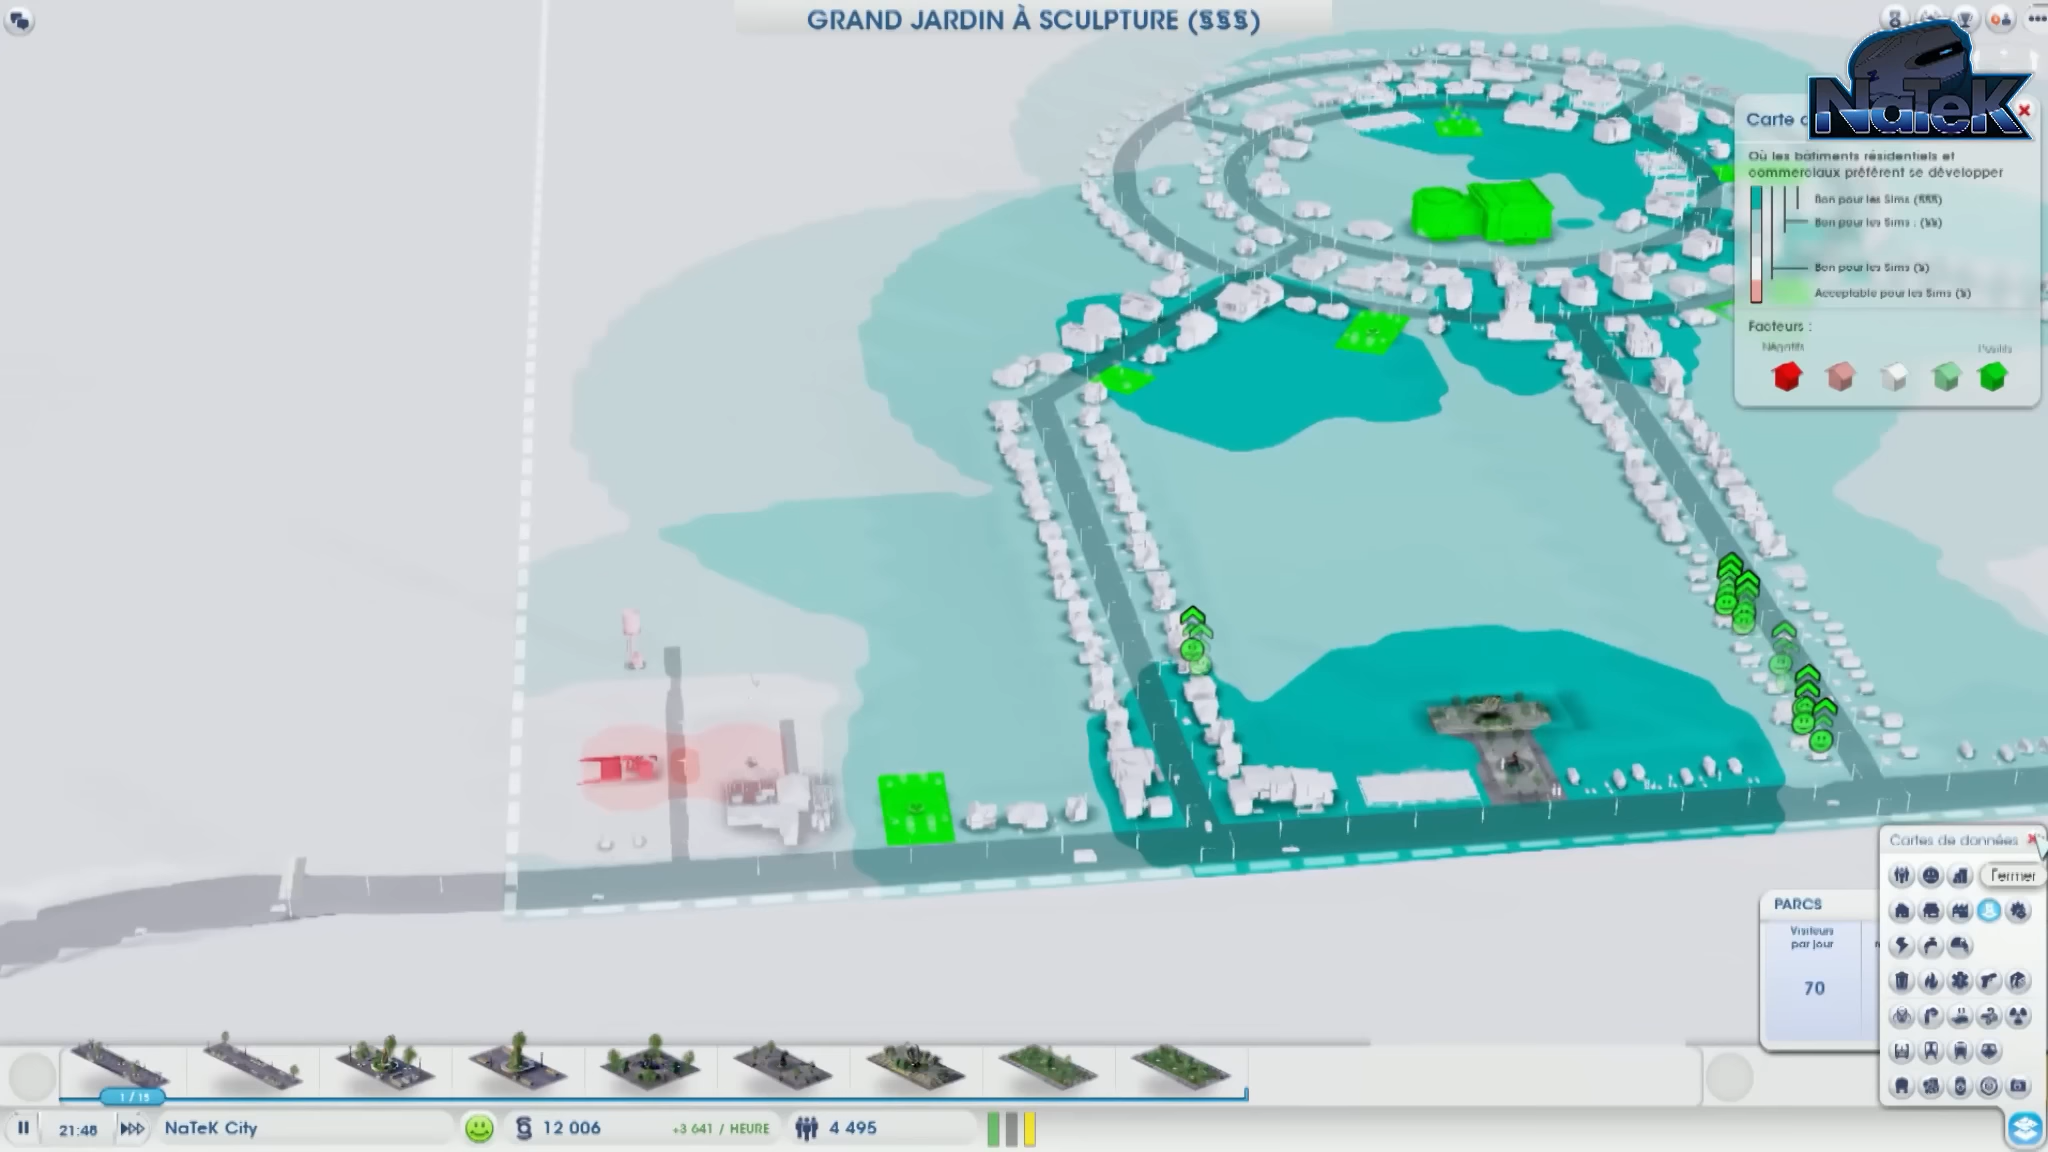 GRAND JARDIN À SCULPTURE (§§§)
NaTeK
Carte
Où les bâtiments résidentiels et
commerciaux préfèrent se développer
Bon pour les Sims (§§§)
Bon pour les Sims : (§§)
Bon pour les Sims (§)
Acceptable pour les Sims (§)
Facteurs :
Négatifs
Positifs
Cartes de données
Fermer
PARCS
Visiteurs
par jour
70
1 / 15
21:48
NaTeK City
12 006
+3 641 / HEURE
4 495